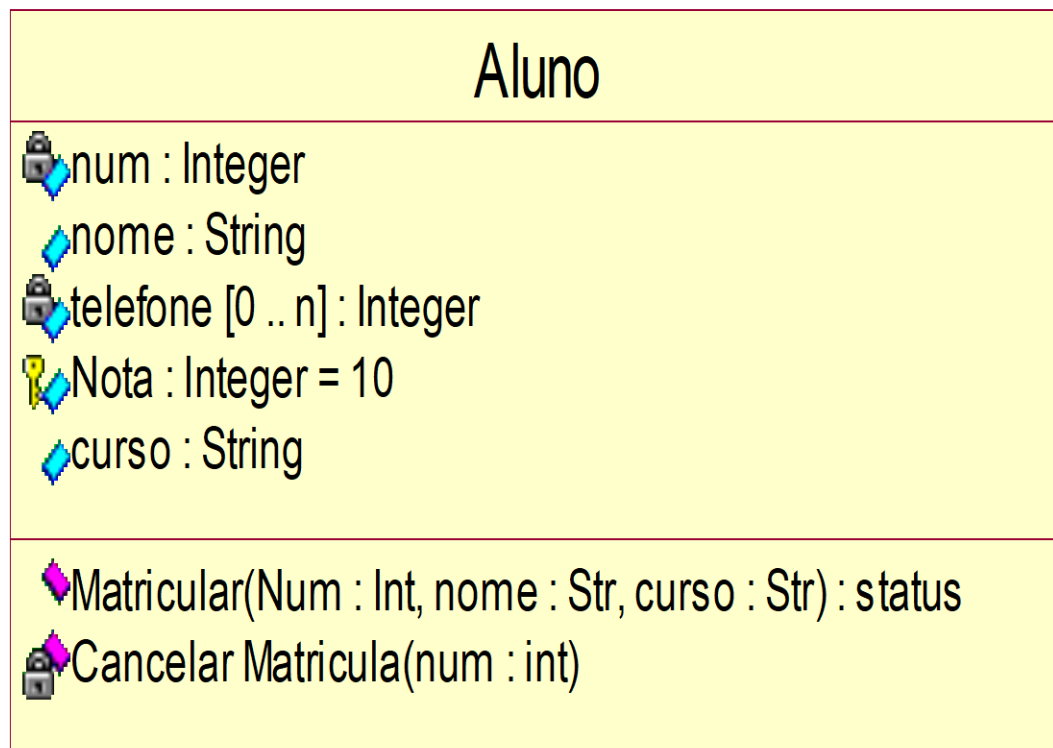 Aluno
num : Integer
nome : String
telefone [0 .. n] : Integer
Nota : Integer = 10
curso : String
Matricular(Num : Int, nome : Str, curso : Str) : status
Cancelar Matricula(num : int)